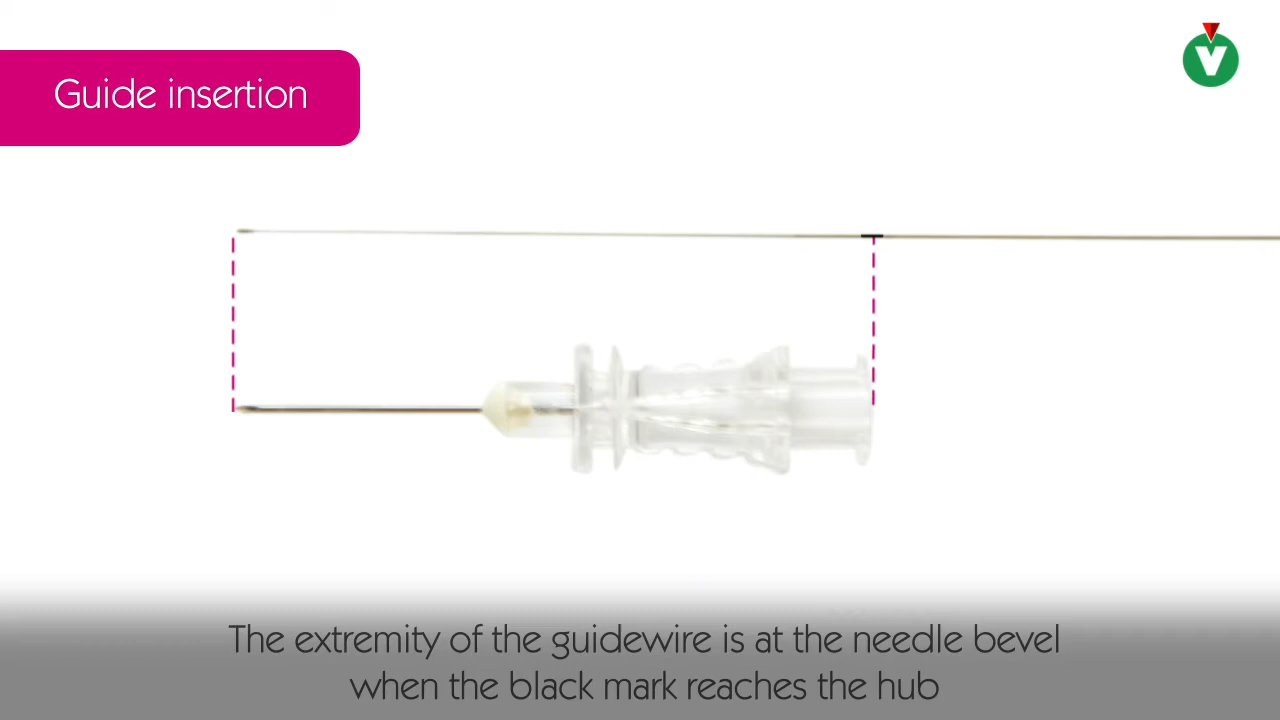 Guide insertion
V
The extremity of the guidewire is at the needle bevel
when the black mark reaches the hub